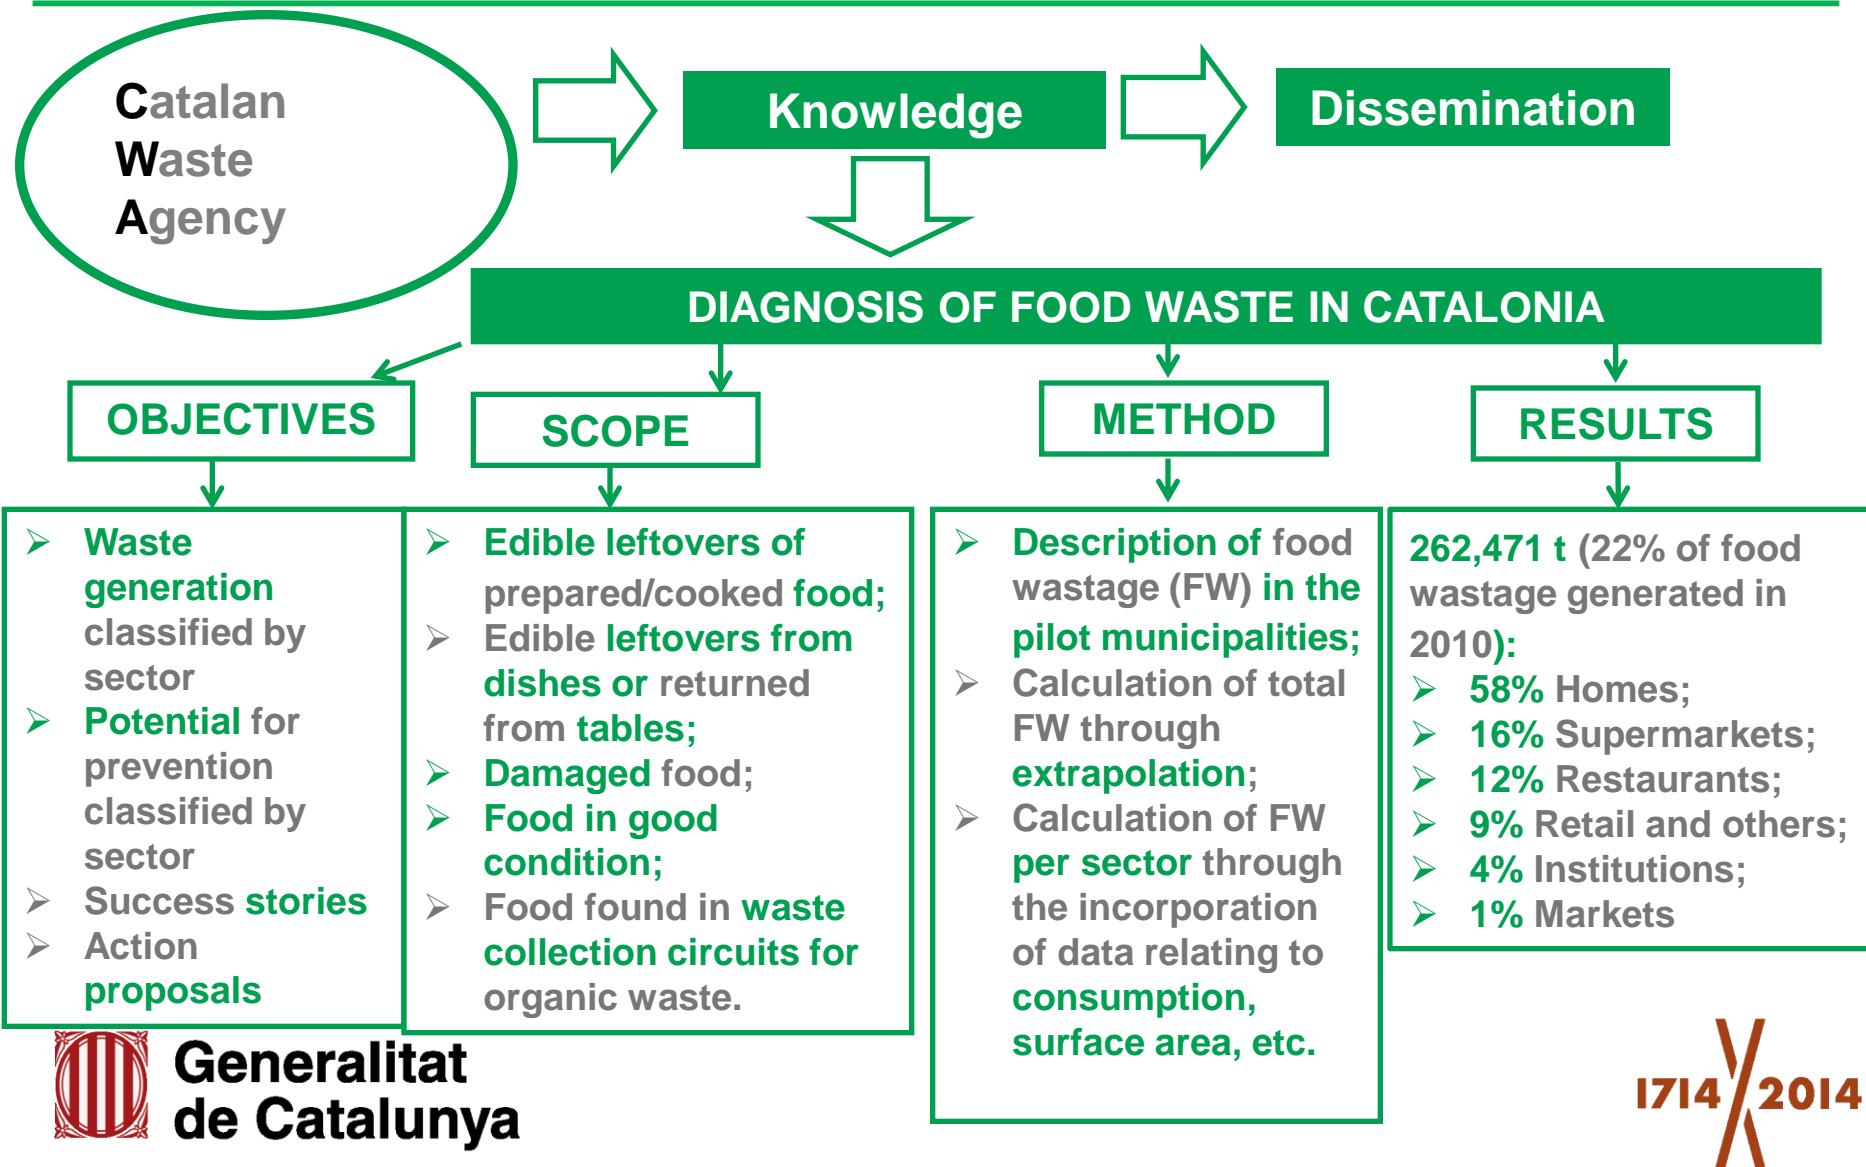 Catalan
Waste
Agency
Knowledge
Dissemination
DIAGNOSIS OF FOOD WASTE IN CATALONIA
OBJECTIVES
➢ Waste
generation
classified by
sector
➢ Potential for
prevention
classified by
sector
➢ Success stories
➢ Action
proposals
SCOPE
➢ Edible leftovers of
prepared/cooked food;
➢ Edible leftovers from
dishes or returned
from tables;
➢ Damaged food;
➢ Food in good
condition;
➢ Food found in waste
collection circuits for
organic waste.
METHOD
➢ Description of food
wastage (FW) in the
pilot municipalities;
➢ Calculation of total
FW through
extrapolation;
➢ Calculation of FW
per sector through
the incorporation
of data relating to
consumption,
surface area, etc.
RESULTS
262,471 t (22% of food
wastage generated in
2010):
➢ 58% Homes;
➢ 16% Supermarkets;
➢ 12% Restaurants;
➢ 9% Retail and others;
➢ 4% Institutions;
➢ 1% Markets
Generalitat
de Catalunya
1714 2014